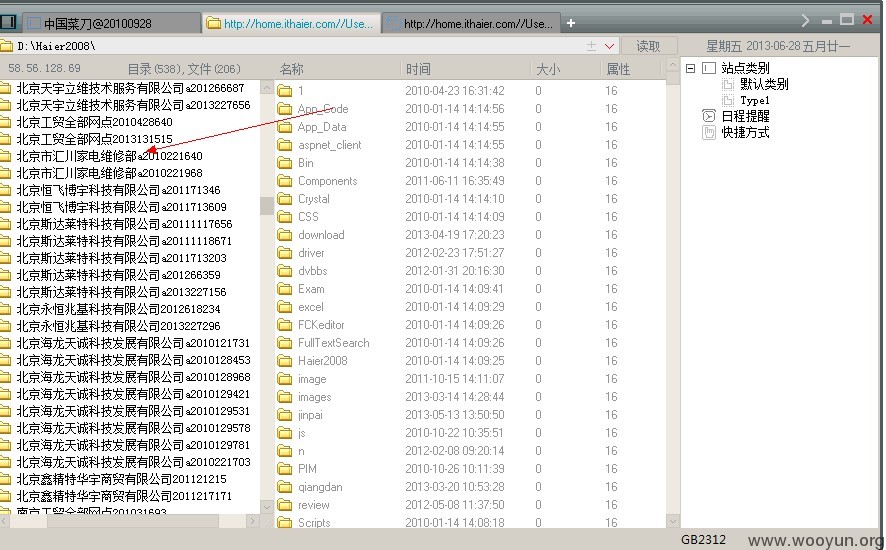 中国菜刀@20100928 http://home.ithaier.com//Use... http://home.ithaier.com//Use... +
D:\Haier2008\ 读取 星期五 2013-06-28 五月廿一
58.56.128.69 目录(538),文件(206) 名称 时间 大小 属性
北京天宇立维技术服务有限公司a201266687
北京天宇立维技术服务有限公司a2013227656
北京工贸全部网点2010428640
北京工贸全部网点2013131515
北京市汇川家电维修部a2010221640
北京市汇川家电维修部a2010221968
北京恒飞博宇科技有限公司a201171346
北京恒飞博宇科技有限公司a2013713609
北京斯达莱特科技有限公司a20111117656
北京斯达莱特科技有限公司a20111118671
北京斯达莱特科技有限公司a2011713203
北京斯达莱特科技有限公司a201266359
北京斯达莱特科技有限公司a2013227156
北京永恒兆基科技有限公司2012618234
北京永恒兆基科技有限公司2013227296
北京海龙天诚科技发展有限公司a2010121731
北京海龙天诚科技发展有限公司a2010128453
北京海龙天诚科技发展有限公司a2010128968
北京海龙天诚科技发展有限公司a2010129421
北京海龙天诚科技发展有限公司a2010129531
北京海龙天诚科技发展有限公司a2010129578
北京海龙天诚科技发展有限公司a2010129781
北京海龙天诚科技发展有限公司a2010221703
北京鑫精特华宇商贸有限公司201121215
北京鑫精特华宇商贸有限公司2011217171
南京工贸全部网点201031693
1 2010-04-23 16:31:42 0 16
App_Code 2010-01-14 14:14:56 0 16
App_Data 2010-01-14 14:14:55 0 16
aspnet_client 2010-01-14 14:14:55 0 16
Bin 2010-01-14 14:14:38 0 16
Components 2011-06-11 16:35:49 0 16
Crystal 2010-01-14 14:14:10 0 16
CSS 2010-01-14 14:14:09 0 16
download 2013-04-19 17:20:23 0 16
driver 2012-02-23 17:51:27 0 16
dvbbs 2012-01-31 20:16:30 0 16
Exam 2010-01-14 14:09:41 0 16
excel 2010-01-14 14:09:29 0 16
FCKeditor 2010-01-14 14:09:26 0 16
FullTextSearch 2010-01-14 14:09:26 0 16
Haier2008 2010-01-14 14:09:25 0 16
image 2011-10-15 14:11:07 0 16
images 2013-03-14 14:28:44 0 16
jinpai 2013-05-13 13:50:50 0 16
js 2010-10-22 10:35:51 0 16
n 2012-02-08 09:20:14 0 16
PIM 2010-10-26 10:11:39 0 16
qiangdan 2013-03-20 10:53:28 0 16
review 2012-05-08 11:37:50 0 16
Scripts 2010-01-14 14:08:18 0 16
站点类别
默认类别
Type1
日程提醒
快捷方式
GB2312
www.wooyun.org